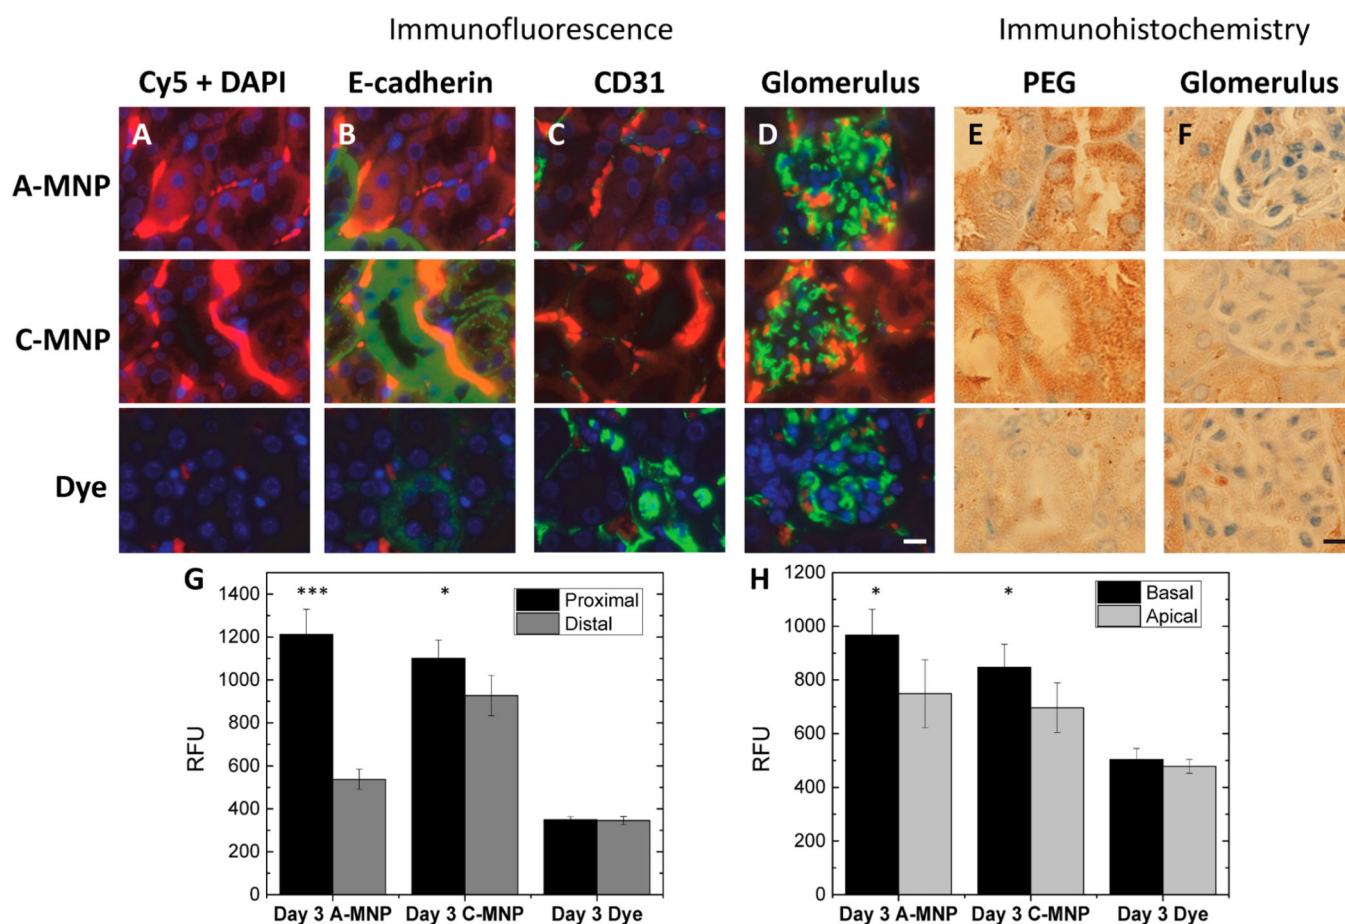 Immunofluorescence Immunohistochemistry
Cy5 + DAPI E-cadherin CD31 Glomerulus PEG Glomerulus
A B C D E F
A-MNP
C-MNP
Dye
G
RFU
1400
1200
1000
800
600
400
200
0
*** *
Proximal
Distal
Day 3 A-MNP Day 3 C-MNP Day 3 Dye
H
RFU
1200
1000
800
600
400
200
0
* *
Basal
Apical
Day 3 A-MNP Day 3 C-MNP Day 3 Dye